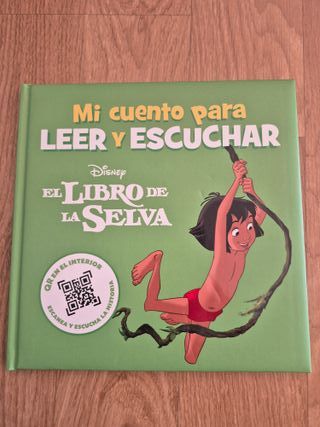 Mi cuento para
LEER Y ESCUCHAR
Disney
EL LIBRO DE
LA SELVA
QR EN EL INTERIOR
ESCANEA Y ESCUCHA LA HISTORIA